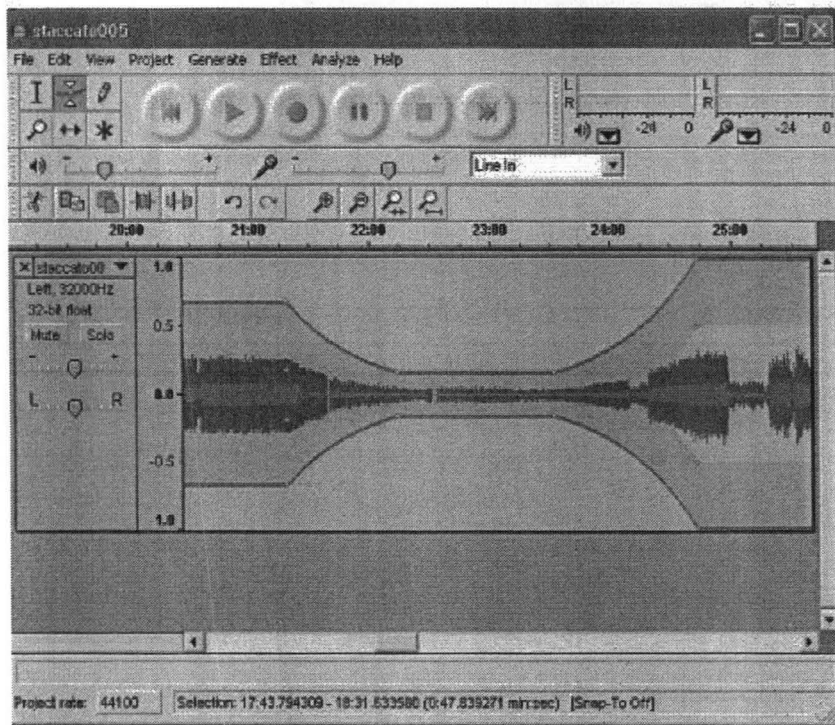 staccato005
File Edit View Project Generate Effect Analyze Help
L
R
-24 0
L
R
-24 0
Line In
20:00 21:00 22:00 23:00 24:00 25:00
staccato00
Left, 32000Hz
32-bit float
Mute Solo
- +
L R
1.0
0.5
0.0
-0.5
1.0
Project rate: 44100 Selection: 17:43.794309 - 18:31.633580 (0:47.839271 min:sec) [Snap-To Off]